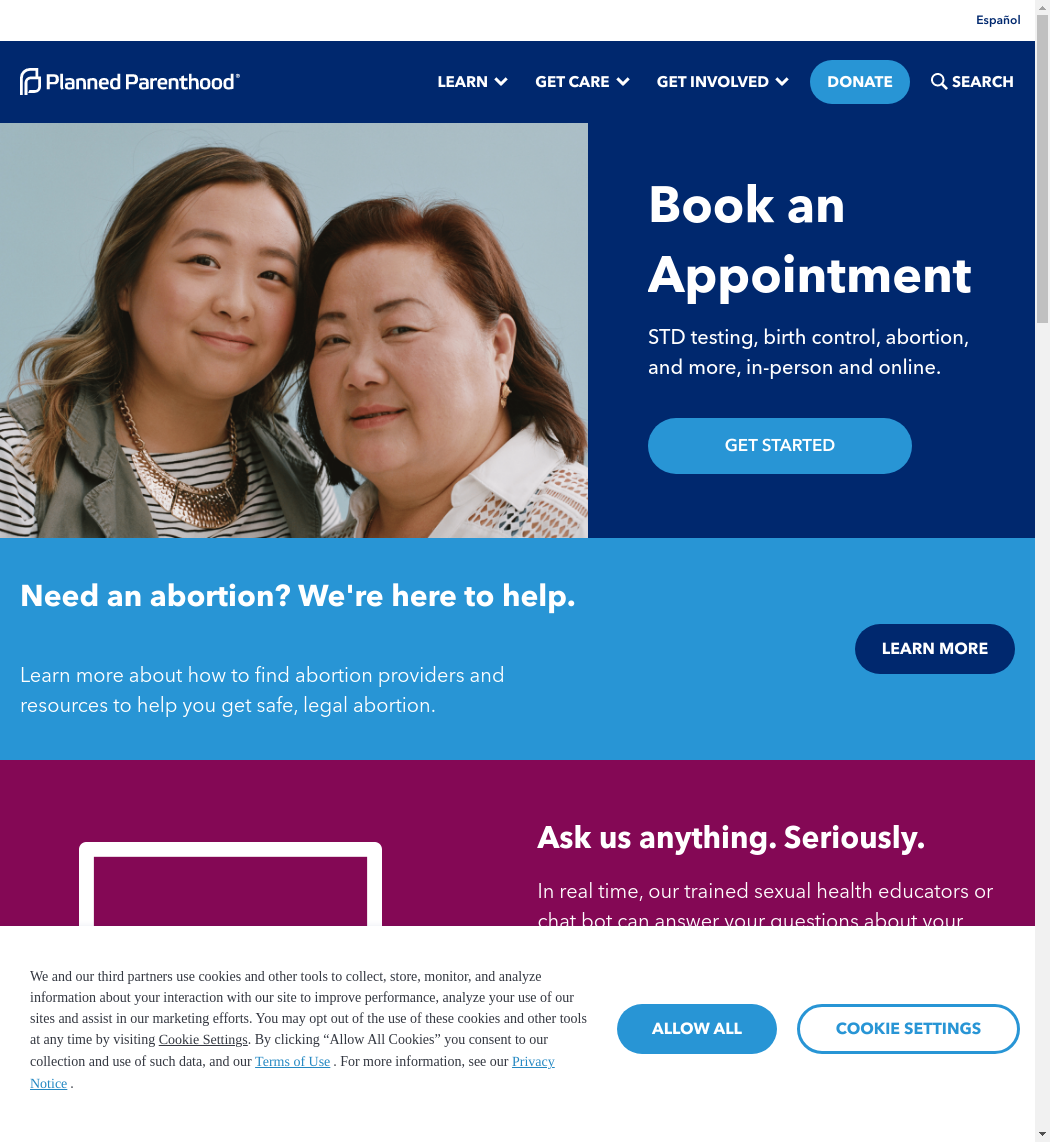 Español
Planned Parenthood®
LEARN
GET CARE
GET INVOLVED
DONATE
SEARCH
Book an
Appointment
STD testing, birth control, abortion,
and more, in-person and online.
GET STARTED
Need an abortion? We're here to help.
Learn more about how to find abortion providers and
resources to help you get safe, legal abortion.
LEARN MORE
Ask us anything. Seriously.
In real time, our trained sexual health educators or
chat bot can answer your questions about your
We and our third partners use cookies and other tools to collect, store, monitor, and analyze
information about your interaction with our site to improve performance, analyze your use of our
sites and assist in our marketing efforts. You may opt out of the use of these cookies and other tools
at any time by visiting Cookie Settings. By clicking “Allow All Cookies” you consent to our
collection and use of such data, and our Terms of Use . For more information, see our Privacy
Notice .
ALLOW ALL
COOKIE SETTINGS